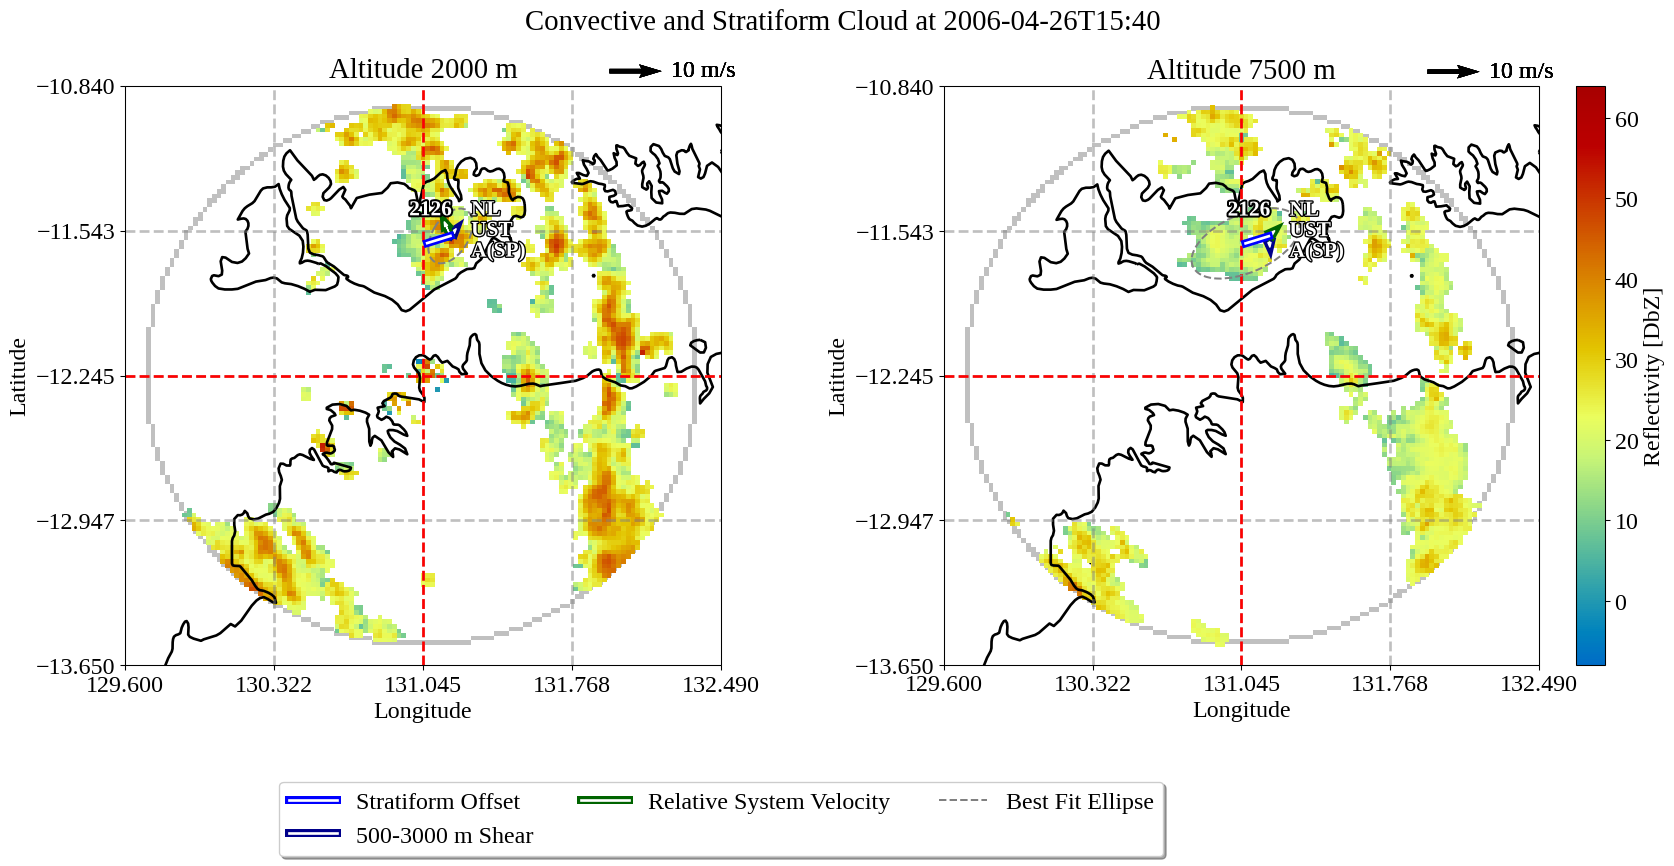 Convective and Stratiform Cloud at 2006-04-26T15:40
Altitude 2000 m
10 m/s
−10.840
−11.543
−12.245
−12.947
−13.650
129.600
130.322
131.045
131.768
132.490
Latitude
Longitude
2126
NL
UST
A(SP)
Altitude 7500 m
10 m/s
−10.840
−11.543
−12.245
−12.947
−13.650
129.600
130.322
131.045
131.768
132.490
Latitude
Longitude
2126
NL
UST
A(SP)
60
50
40
30
20
10
0
Reflectivity [DbZ]
Stratiform Offset
500-3000 m Shear
Relative System Velocity
Best Fit Ellipse